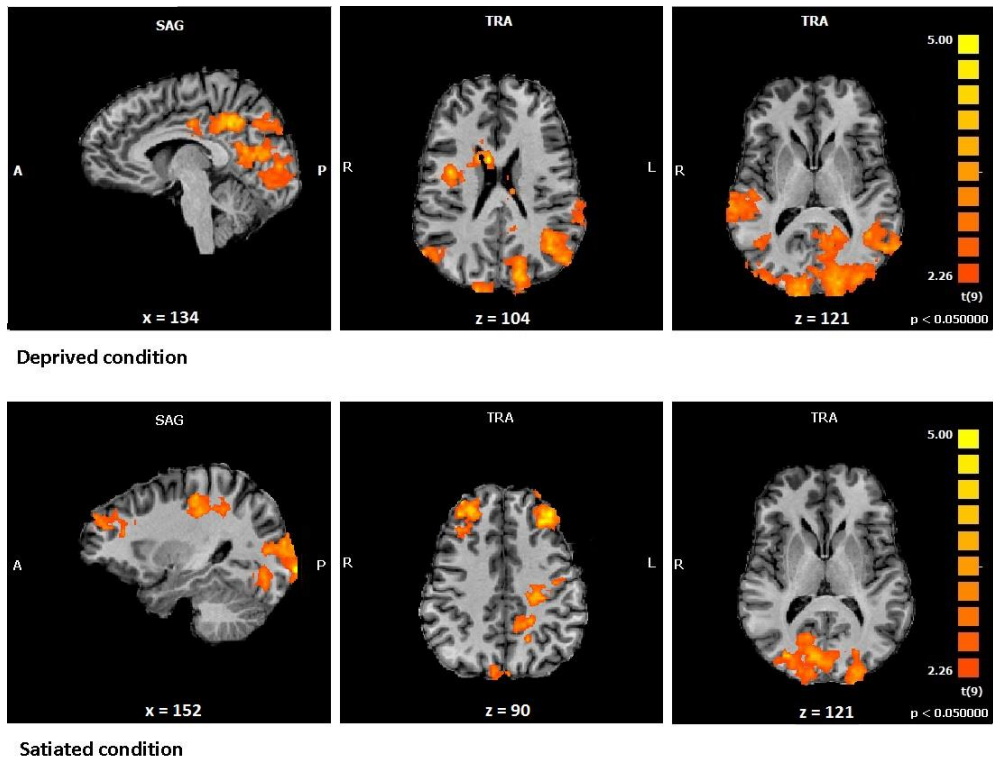 SAG
TRA
TRA
5.00
A
P
R
L
R
2.26
t(9)
x = 134
z = 104
z = 121
p < 0.050000
Deprived condition
SAG
TRA
TRA
5.00
A
P
R
L
R
2.26
t(9)
x = 152
z = 90
z = 121
p < 0.050000
Satiated condition